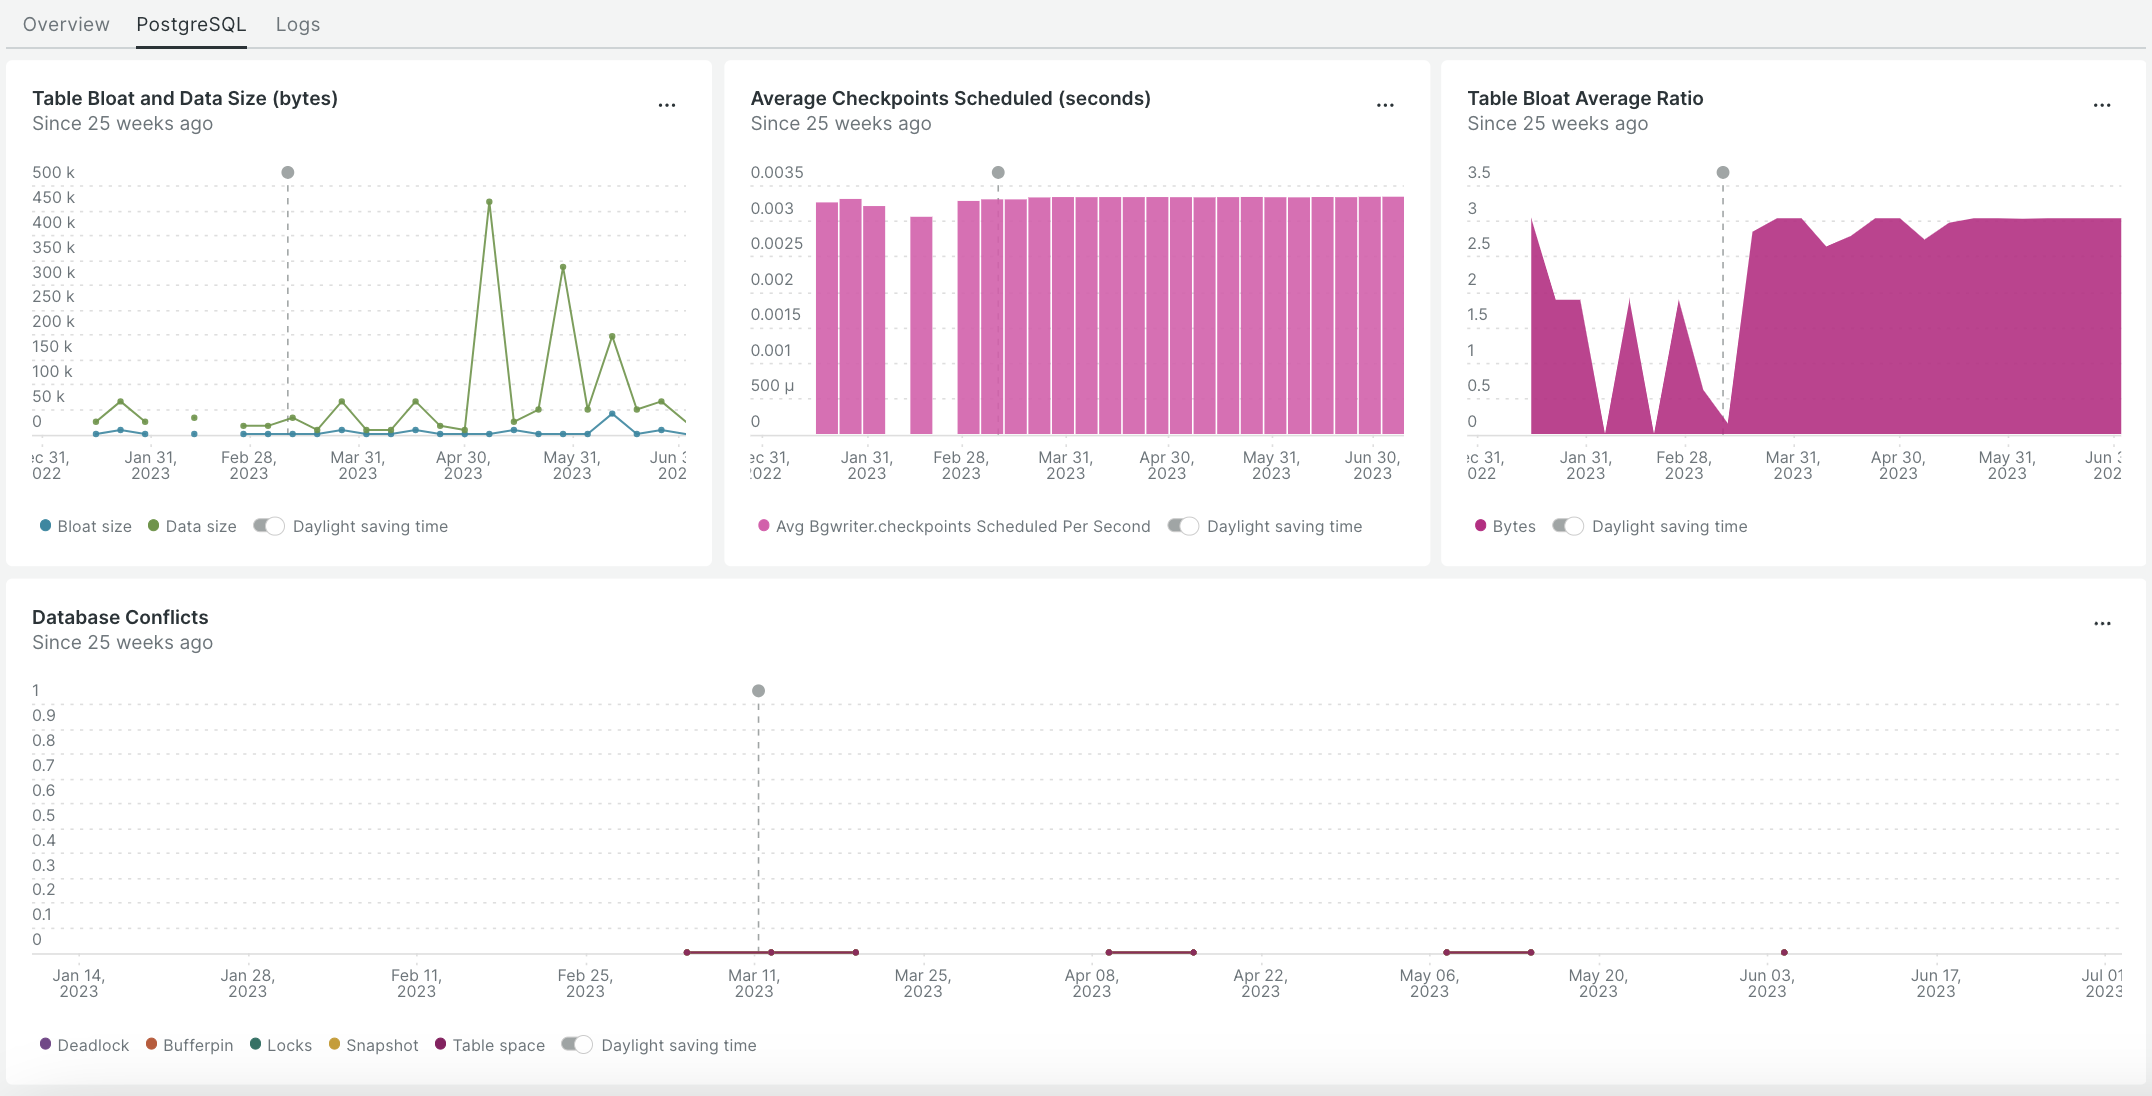 Overview PostgreSQL Logs
Table Bloat and Data Size (bytes)
Since 25 weeks ago
500 k
450 k
400 k
350 k
300 k
250 k
200 k
150 k
100 k
50 k
0
ec 31, Jan 31, Feb 28, Mar 31, Apr 30, May 31, Jun 3
022 2023 2023 2023 2023 2023 202
Bloat size Data size Daylight saving time
Average Checkpoints Scheduled (seconds)
Since 25 weeks ago
0.0035
0.003
0.0025
0.002
0.0015
0.001
500 µ
0
ec 31, Jan 31, Feb 28, Mar 31, Apr 30, May 31, Jun 30,
2022 2023 2023 2023 2023 2023 2023
Avg Bgwriter.checkpoints Scheduled Per Second Daylight saving time
Table Bloat Average Ratio
Since 25 weeks ago
3.5
3
2.5
2
1.5
1
0.5
0
ec 31, Jan 31, Feb 28, Mar 31, Apr 30, May 31, Jun 3
022 2023 2023 2023 2023 2023 202
Bytes Daylight saving time
Database Conflicts
Since 25 weeks ago
1
0.9
0.8
0.7
0.6
0.5
0.4
0.3
0.2
0.1
0
Jan 14, Jan 28, Feb 11, Feb 25, Mar 11, Mar 25, Apr 08, Apr 22, May 06, May 20, Jun 03, Jun 17, Jul 01
2023 2023 2023 2023 2023 2023 2023 2023 2023 2023 2023 2023 2023
Deadlock Bufferpin Locks Snapshot Table space Daylight saving time